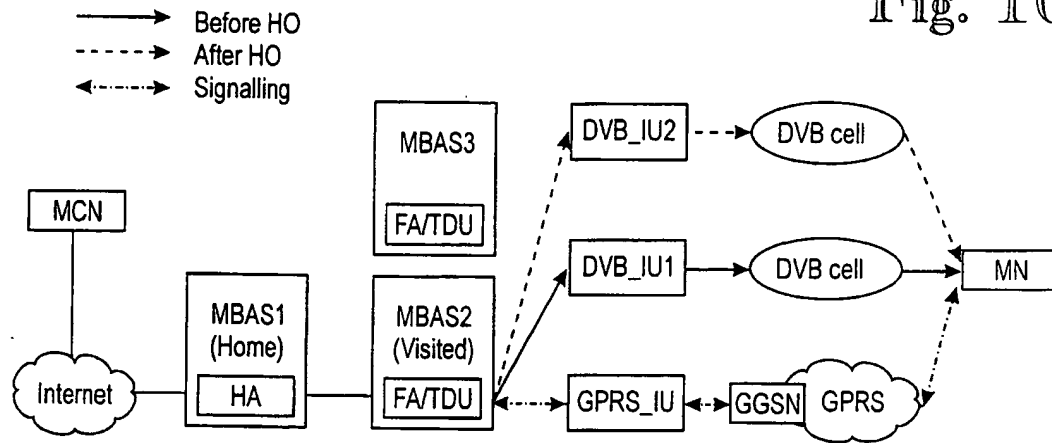 Before HO
After HO
Signalling
Fig.
MCN
Internet
MBAS1
(Home)
HA
MBAS3
FA/TDU
MBAS2
(Visited)
FA/TDU
DVB_IU2
DVB cell
DVB_IU1
DVB cell
MN
GPRS_IU
GGSN
GPRS